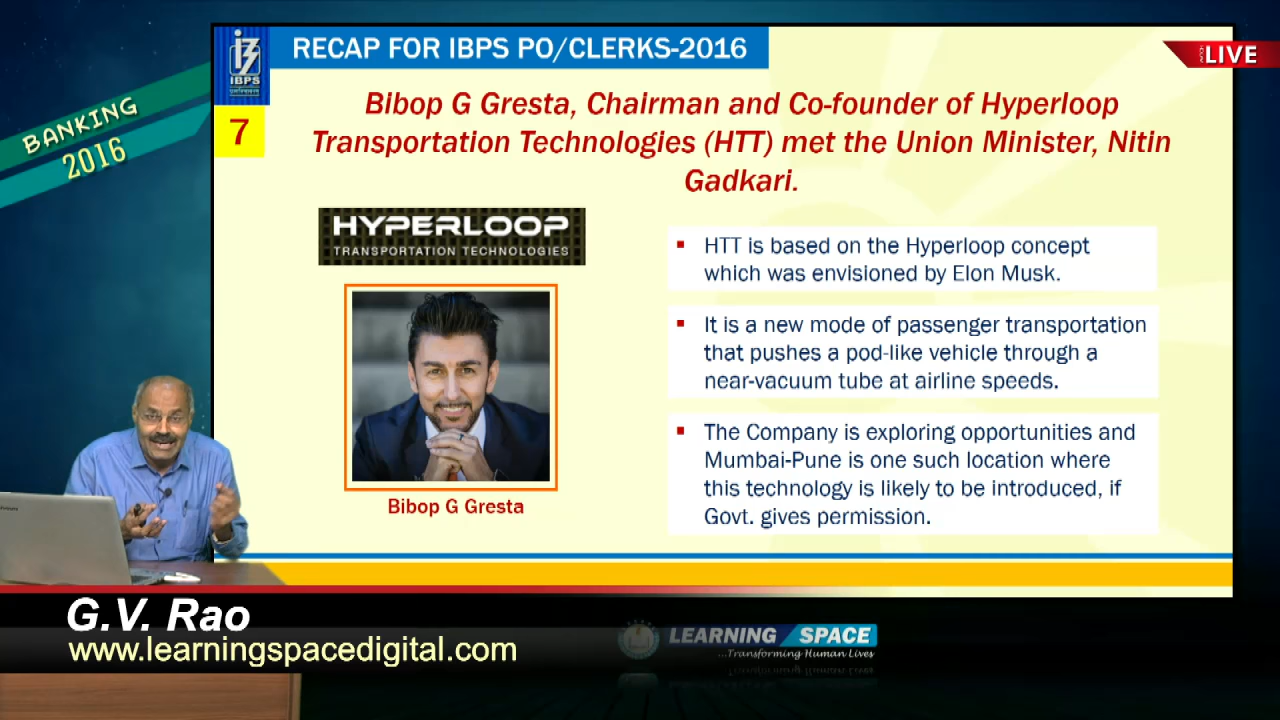 RECAP FOR IBPS PO/CLERKS-2016
IBPS
LIVE
BANKING
2016
7
Bibop G Gresta, Chairman and Co-founder of Hyperloop
Transportation Technologies (HTT) met the Union Minister, Nitin
Gadkari.
HYPERLOOP
TRANSPORTATION TECHNOLOGIES
Bibop G Gresta
▪ HTT is based on the Hyperloop concept
which was envisioned by Elon Musk.
▪ It is a new mode of passenger transportation
that pushes a pod-like vehicle through a
near-vacuum tube at airline speeds.
▪ The Company is exploring opportunities and
Mumbai-Pune is one such location where
this technology is likely to be introduced, if
Govt. gives permission.
G.V. Rao
www.learningspacedigital.com
LEARNING SPACE
...Transforming Human Lives